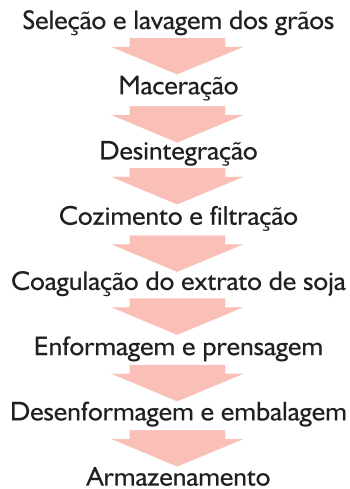 Seleção e lavagem dos grãos
Maceração
Desintegração
Cozimento e filtração
Coagulação do extrato de soja
Enformagem e prensagem
Desenformagem e embalagem
Armazenamento